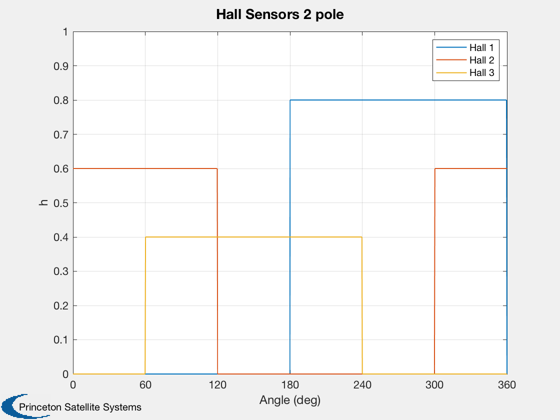 Hall Sensors 2 pole
1
0.9
0.8
0.7
0.6
0.5
0.4
0.3
0.2
0.1
0
h
Hall 1
Hall 2
Hall 3
0 60 120 180 240 300 360
Angle (deg)
Princeton Satellite Systems